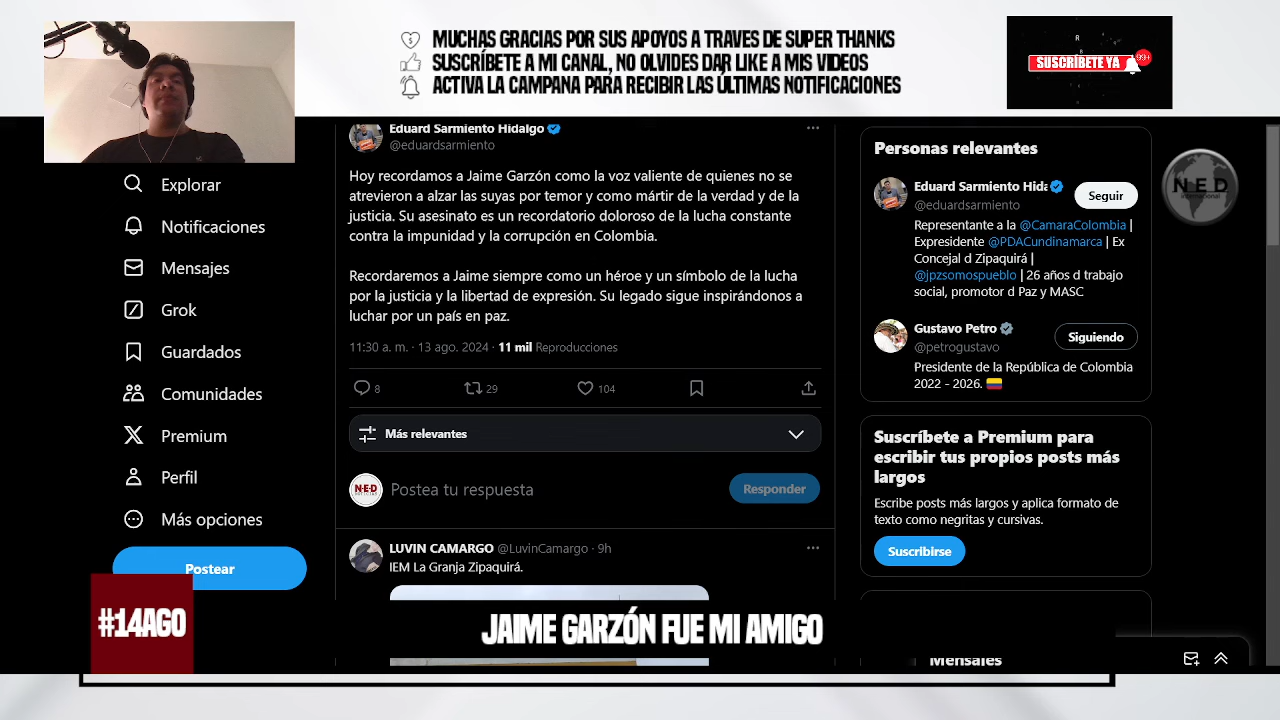 MUCHAS GRACIAS POR SUS APOYOS A TRAVES DE SUPER THANKS
SUSCRÍBETE A MI CANAL, NO OLVIDES DAR LIKE A MIS VIDEOS
ACTIVA LA CAMPANA PARA RECIBIR LAS ÚLTIMAS NOTIFICACIONES
SUSCRÍBETE YA
99+
Explorar
Notificaciones
Mensajes
Grok
Guardados
Comunidades
Premium
Perfil
Más opciones
Postear
Eduard Sarmiento Hidalgo
@eduardsarmiento
Hoy recordamos a Jaime Garzón como la voz valiente de quienes no se
atrevieron a alzar las suyas por temor y como mártir de la verdad y de la
justicia. Su asesinato es un recordatorio doloroso de la lucha constante
contra la impunidad y la corrupción en Colombia.
Recordaremos a Jaime siempre como un héroe y un símbolo de la lucha
por la justicia y la libertad de expresión. Su legado sigue inspirándonos a
luchar por un país en paz.
11:30 a. m. · 13 ago. 2024 · 11 mil Reproducciones
8 29 104
Más relevantes
N·E·D
Postea tu respuesta
Responder
LUVIN CAMARGO @LuvinCamargo · 9h
IEM La Granja Zipaquirá.
Personas relevantes
Eduard Sarmiento Hida
@eduardsarmiento
Seguir
Representante a la @CamaraColombia |
Expresidente @PDACundinamarca | Ex
Concejal d Zipaquirá |
@jpzsomospueblo | 26 años d trabajo
social, promotor d Paz y MASC
Gustavo Petro
@petrogustavo
Siguiendo
Presidente de la República de Colombia
2022 - 2026.
Suscríbete a Premium para
escribir tus propios posts más
largos
Escribe posts más largos y aplica formato de
texto como negritas y cursivas.
Suscribirse
Mensajes
N.E.D
internacional
#14AGO
JAIME GARZÓN FUE MI AMIGO